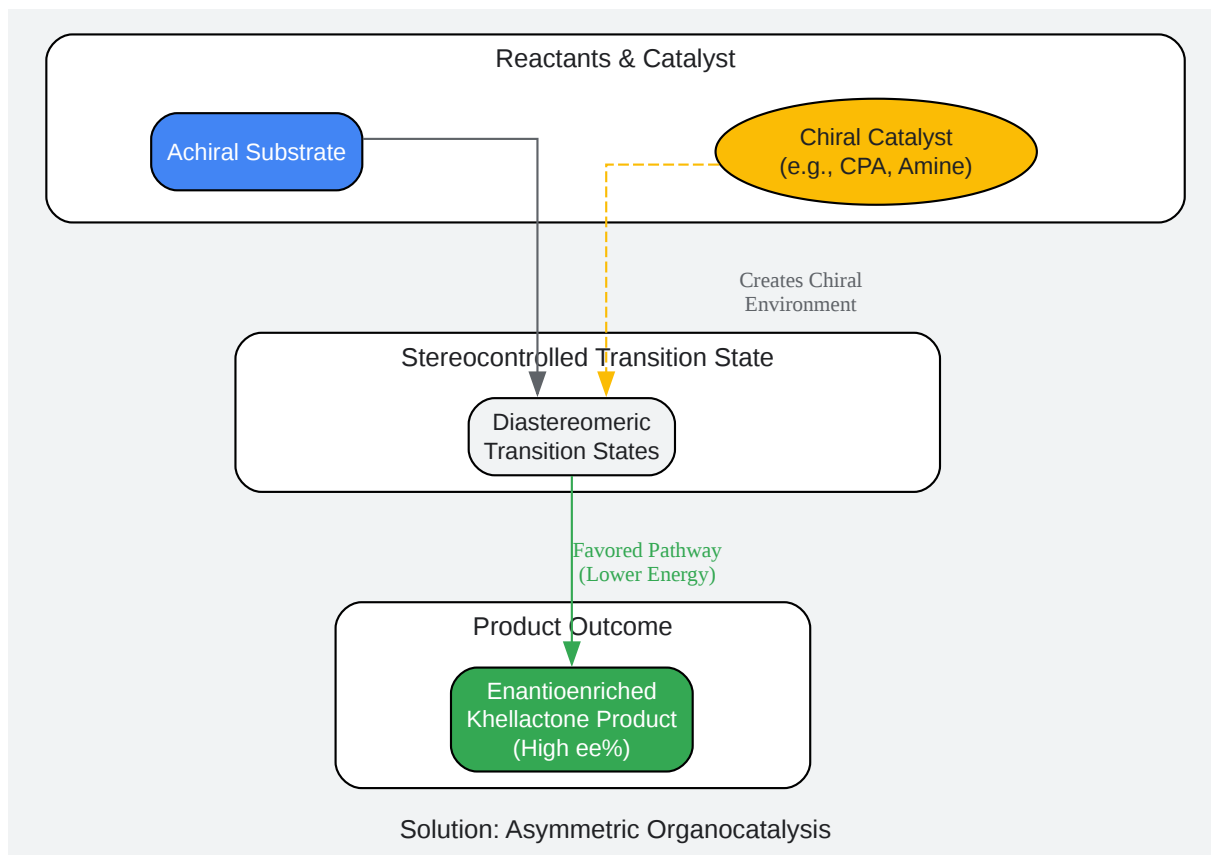 Reactants & Catalyst
Achiral Substrate
Chiral Catalyst
(e.g., CPA, Amine)
Creates Chiral
Environment
Stereocontrolled Transition State
Diastereomeric
Transition States
Favored Pathway
(Lower Energy)
Product Outcome
Enantioenriched
Khellactone Product
(High ee%)
Solution: Asymmetric Organocatalysis